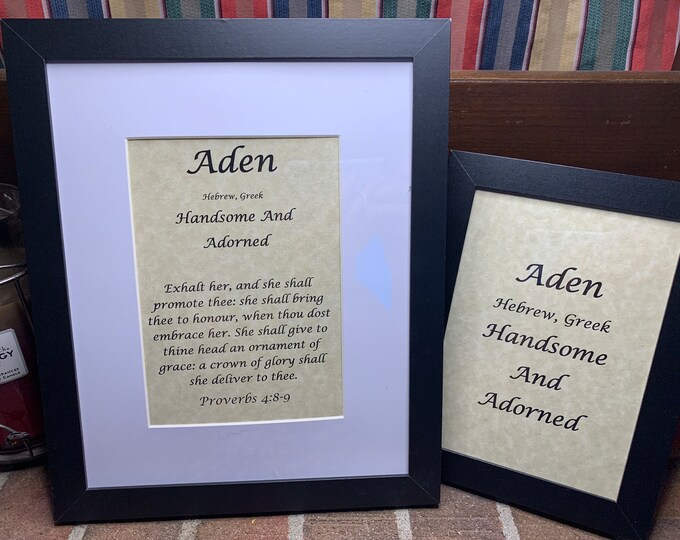 Aden
Hebrew, Greek
Handsome And
Adorned
Exhalt her, and she shall
promote thee: she shall bring
thee to honour, when thou dost
embrace her. She shall give to
thine head an ornament of
grace: a crown of glory shall
she deliver to thee.
Proverbs 4:8-9
Aden
Hebrew, Greek
Handsome
And
Adorned